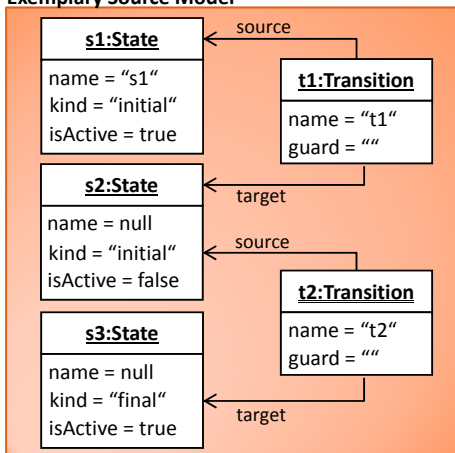 Exemplary Source Model
s1:State
name = “s1“
kind = “initial“
isActive = true
source
t1:Transition
name = “t1“
guard = ““
target
s2:State
name = null
kind = “initial“
isActive = false
source
t2:Transition
name = “t2“
guard = ““
target
s3:State
name = null
kind = “final“
isActive = true